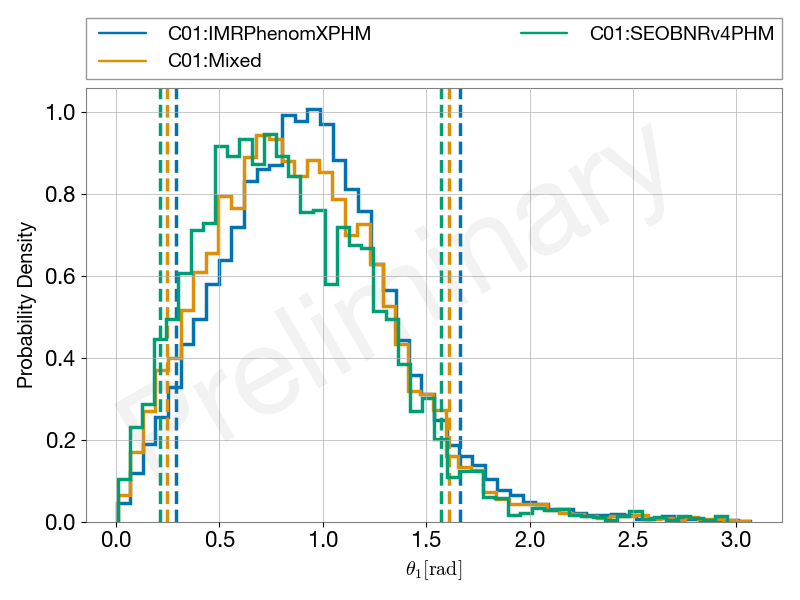 C01:IMRPhenomXPHM
C01:Mixed
C01:SEOBNRv4PHM
Preliminary
Probability Density
1.0
0.8
0.6
0.4
0.2
0.0
0.0 0.5 1.0 1.5 2.0 2.5 3.0
θ₁[rad]